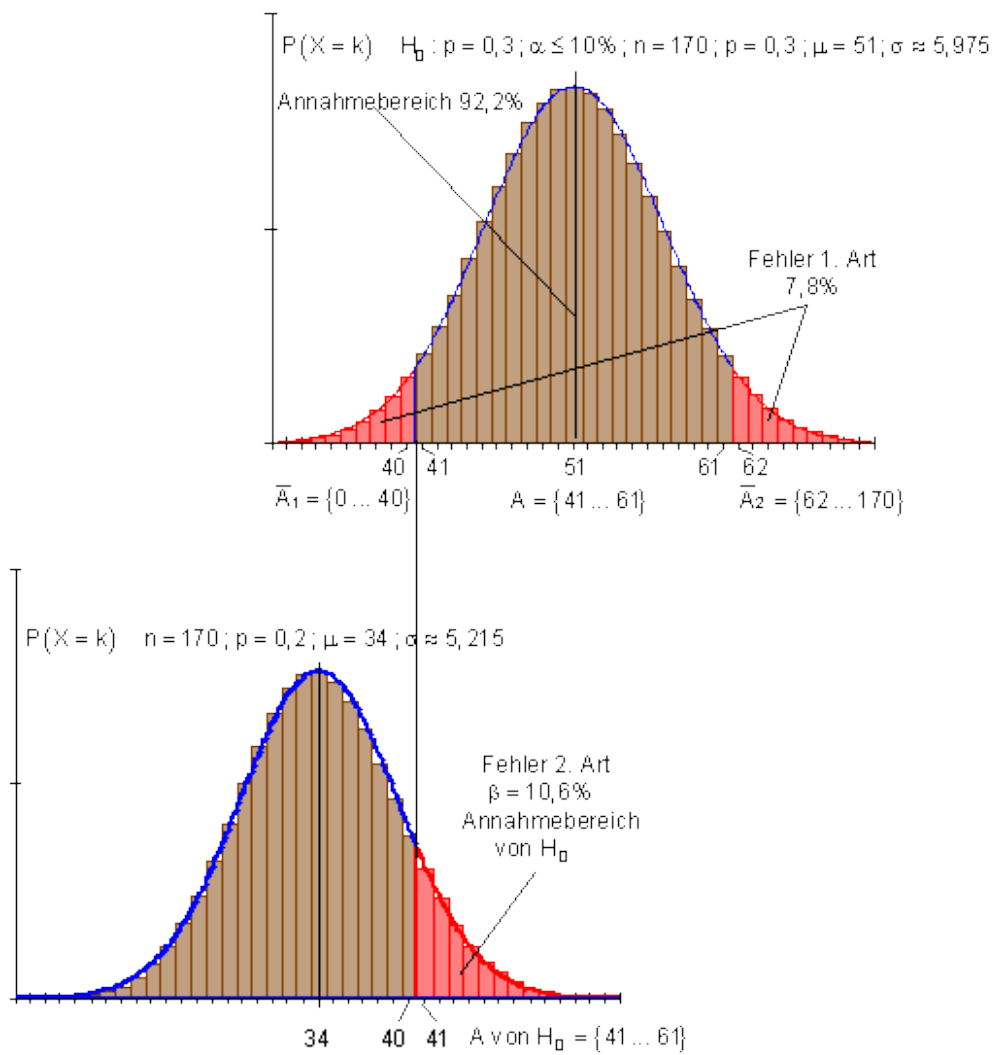 P(X = k) H₀ : p = 0,3 ; α ≤ 10% ; n = 170 ; p = 0,3 ; μ = 51 ; σ ≈ 5,975
Annahmebereich 92,2%
Fehler 1. Art
7,8%
40 41 51 61 62
A̅₁ = {0 ... 40} A = {41 ... 61} A̅₂ = {62 ... 170}
P(X = k) n = 170 ; p = 0,2 ; μ = 34 ; σ ≈ 5,215
Fehler 2. Art
β = 10,6%
Annahmebereich
von H₀
34 40 41 A von H₀ = {41 ... 61}